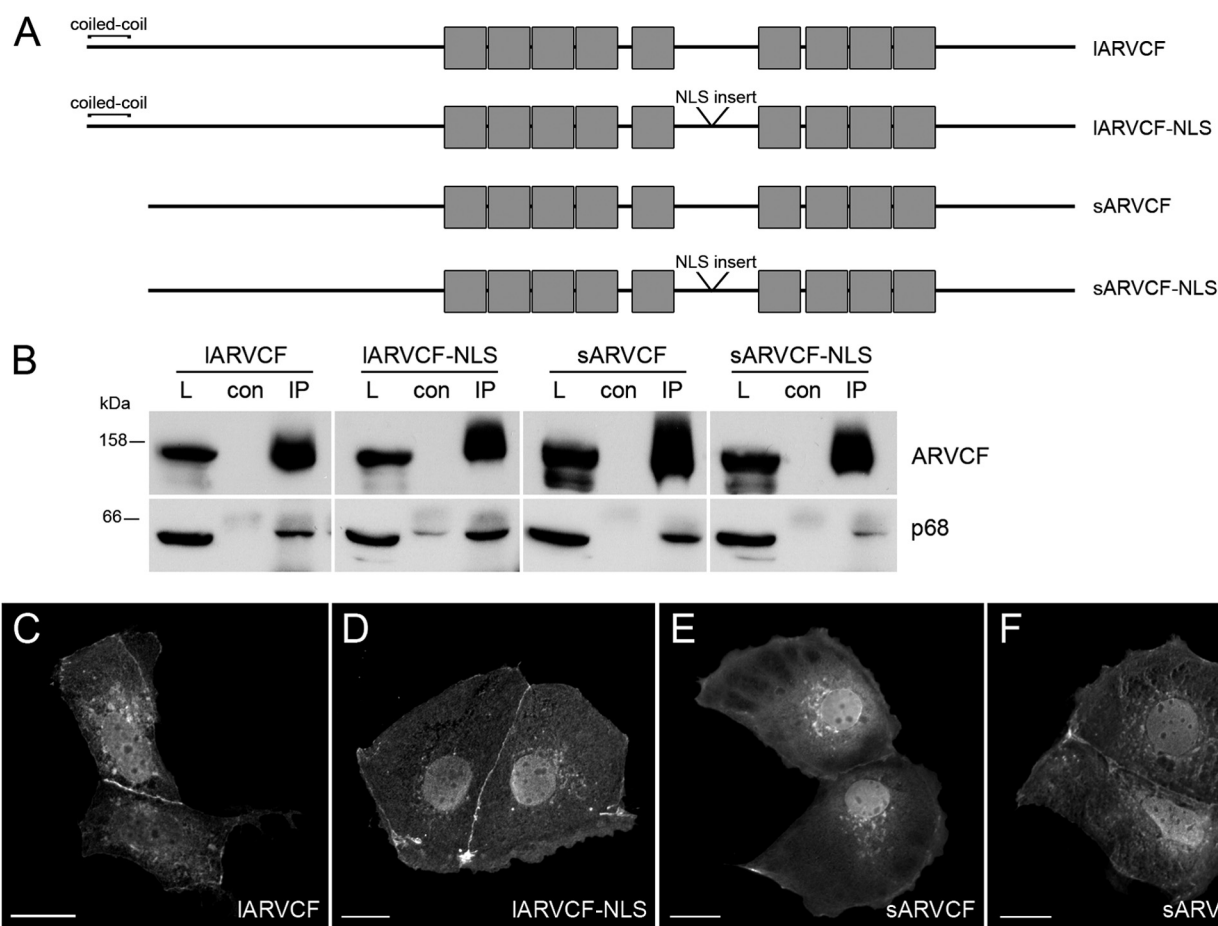 A
coiled-coil
lARVCF
coiled-coil
NLS insert
lARVCF-NLS
sARVCF
NLS insert
sARVCF-NLS
B
lARVCF lARVCF-NLS sARVCF sARVCF-NLS
L con IP L con IP L con IP L con IP
kDa
158
ARVCF
66
p68
C D E F
lARVCF lARVCF-NLS sARVCF sARV